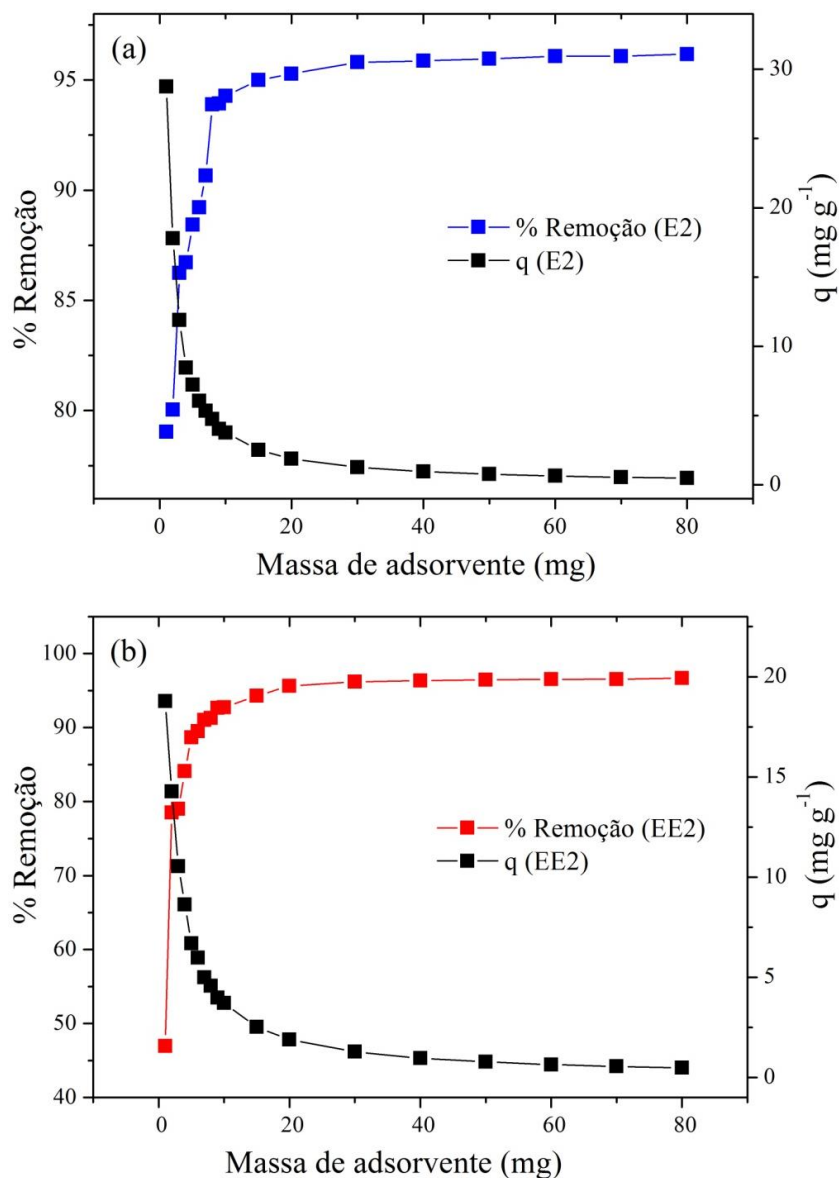 (a)
95
90
85
80
% Remoção
30
20
10
0
q (mg g⁻¹)
% Remoção (E2)
q (E2)
0 20 40 60 80
Massa de adsorvente (mg)
(b)
100
90
80
70
60
50
40
% Remoção
20
15
10
5
0
q (mg g⁻¹)
% Remoção (EE2)
q (EE2)
0 20 40 60 80
Massa de adsorvente (mg)